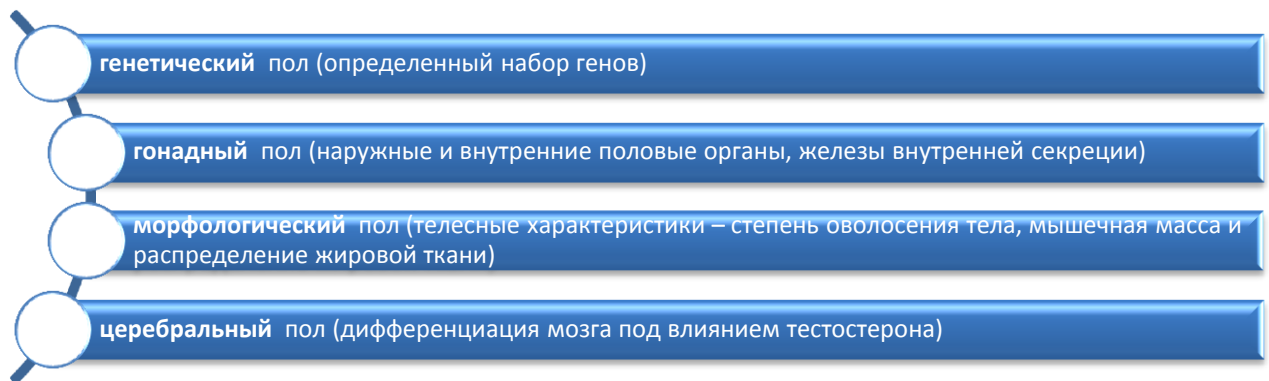 генетический пол (определенный набор генов)
гонадный пол (наружные и внутренние половые органы, железы внутренней секреции)
морфологический пол (телесные характеристики – степень оволосения тела, мышечная масса и
распределение жировой ткани)
церебральный пол (дифференциация мозга под влиянием тестостерона)